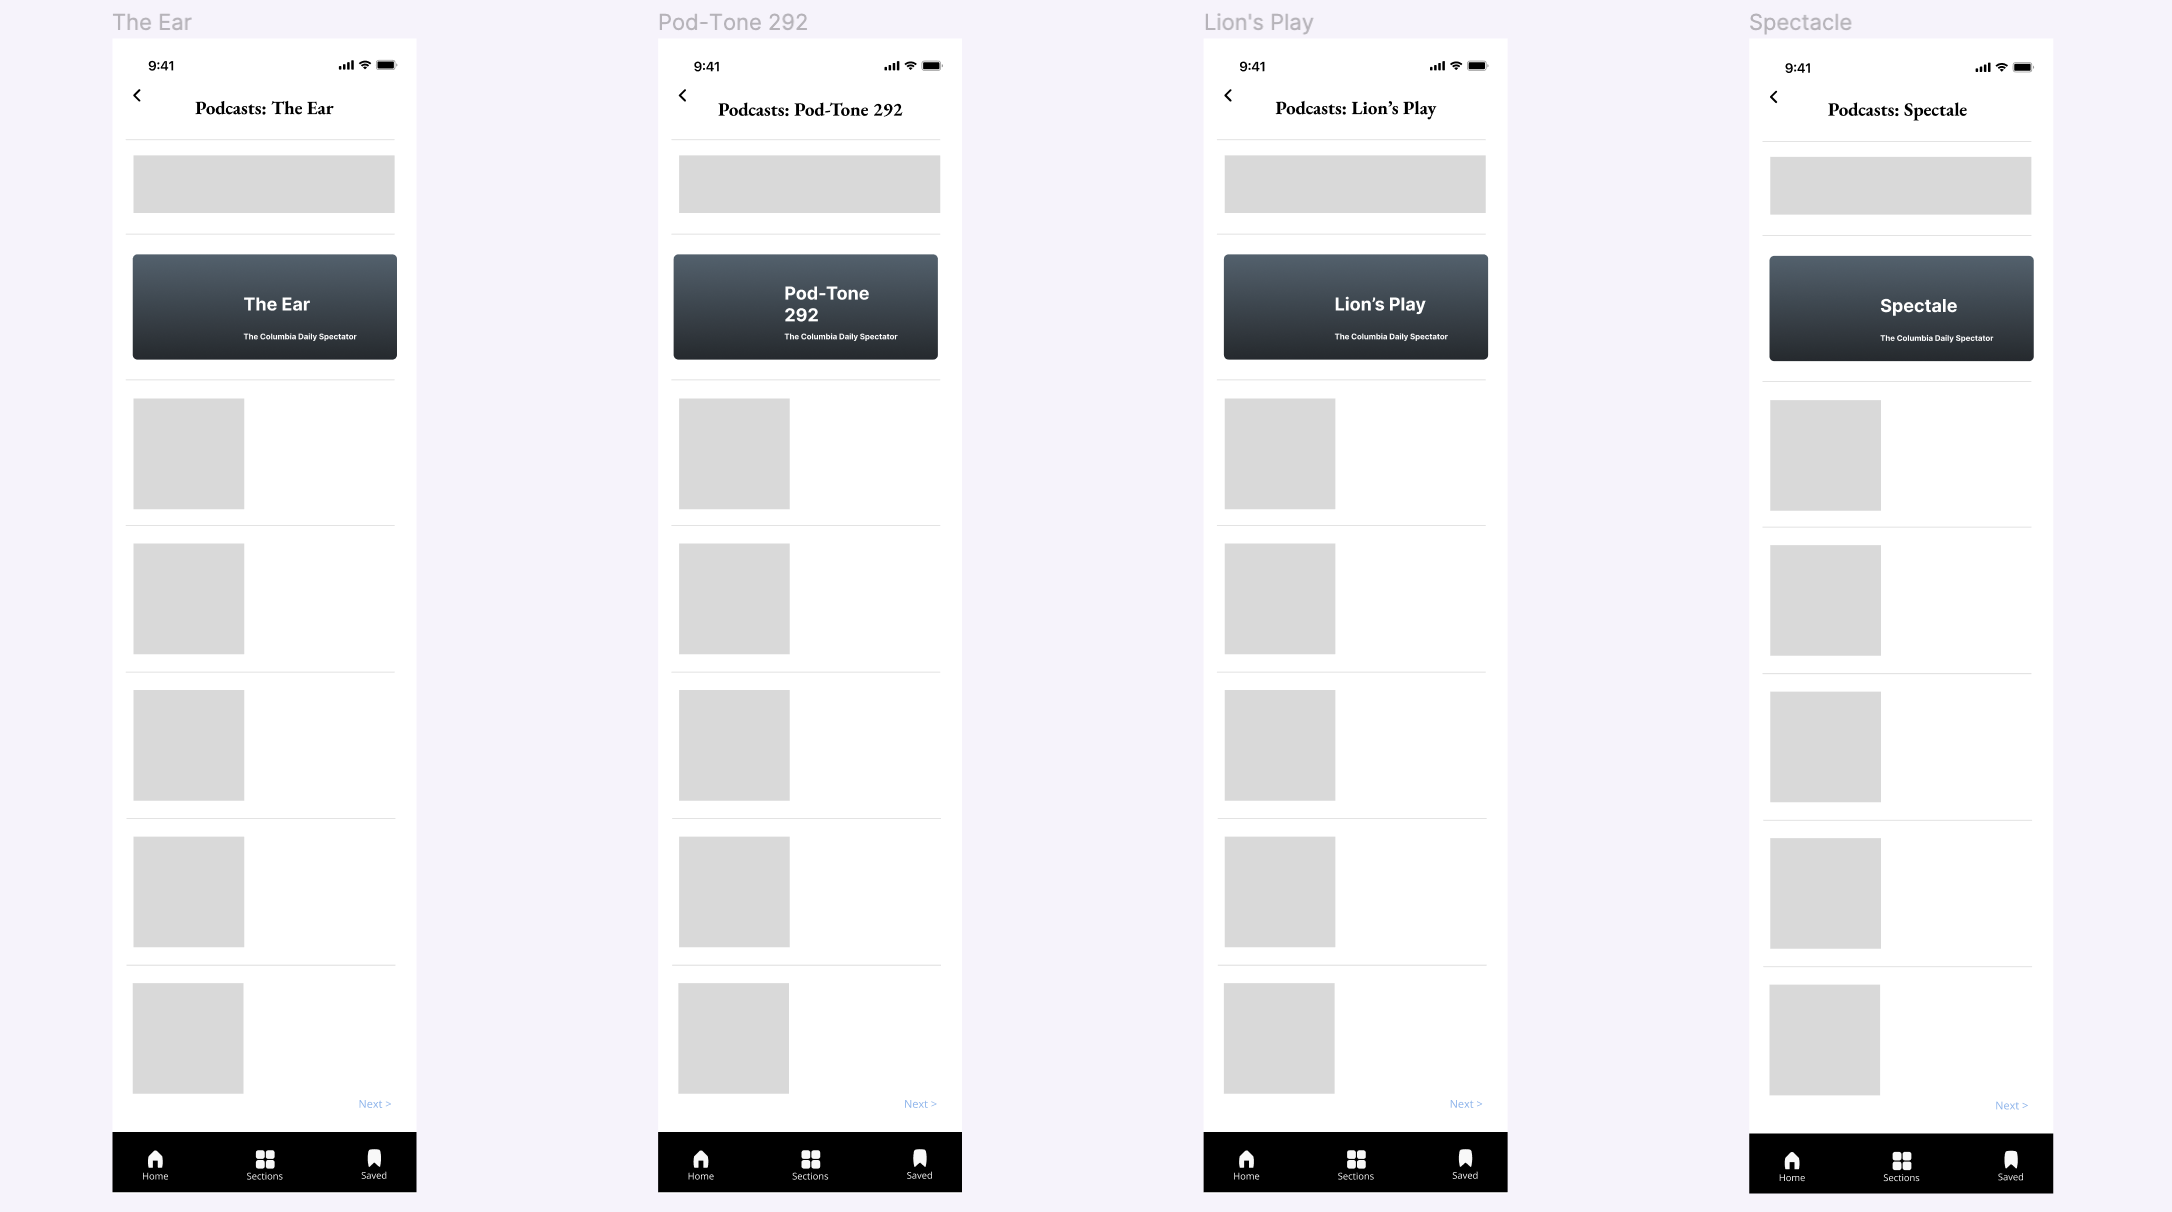 The Ear
9:41
Podcasts: The Ear
The Ear
The Columbia Daily Spectator
Next >
Home
Sections
Saved
Pod-Tone 292
9:41
Podcasts: Pod-Tone 292
Pod-Tone
292
The Columbia Daily Spectator
Next >
Home
Sections
Saved
Lion's Play
9:41
Podcasts: Lion’s Play
Lion’s Play
The Columbia Daily Spectator
Next >
Home
Sections
Saved
Spectacle
9:41
Podcasts: Spectale
Spectale
The Columbia Daily Spectator
Next >
Home
Sections
Saved